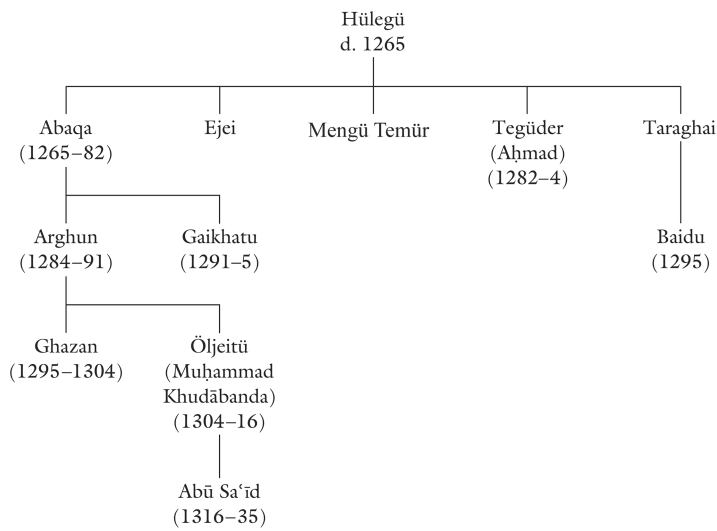 Hülegü
d. 1265
Abaqa
(1265–82)
Ejei
Mengü Temür
Tegüder
(Aḥmad)
(1282–4)
Taraghai
Arghun
(1284–91)
Gaikhatu
(1291–5)
Baidu
(1295)
Ghazan
(1295–1304)
Öljeitü
(Muḥammad
Khudābanda)
(1304–16)
Abū Saʿīd
(1316–35)